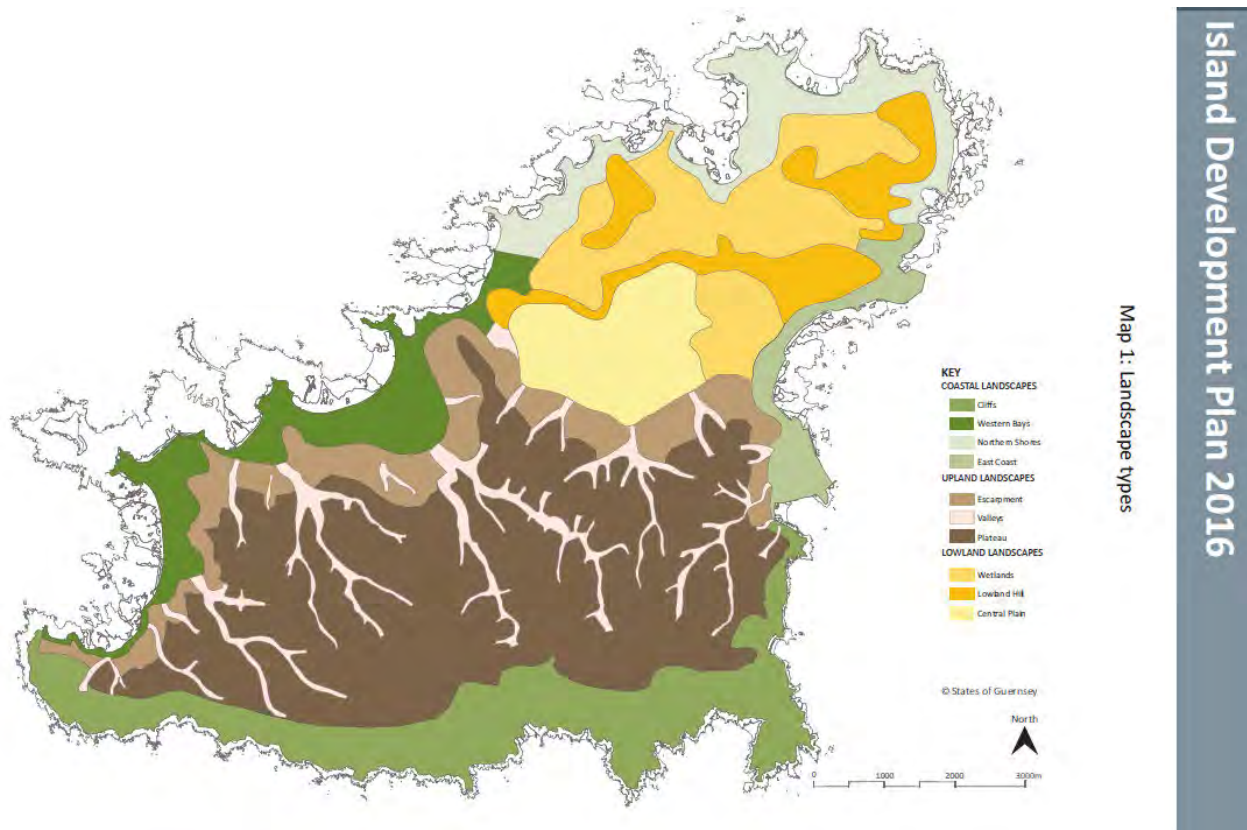 Island Development Plan 2016
Map 1: Landscape types
KEY
COASTAL LANDSCAPES
Cliffs
Western Bays
Northern Shores
East Coast
UPLAND LANDSCAPES
Escarpment
Valleys
Plateau
LOWLAND LANDSCAPES
Wetlands
Lowland Hill
Central Plain
© States of Guernsey
North
0 1000 2000 3000m